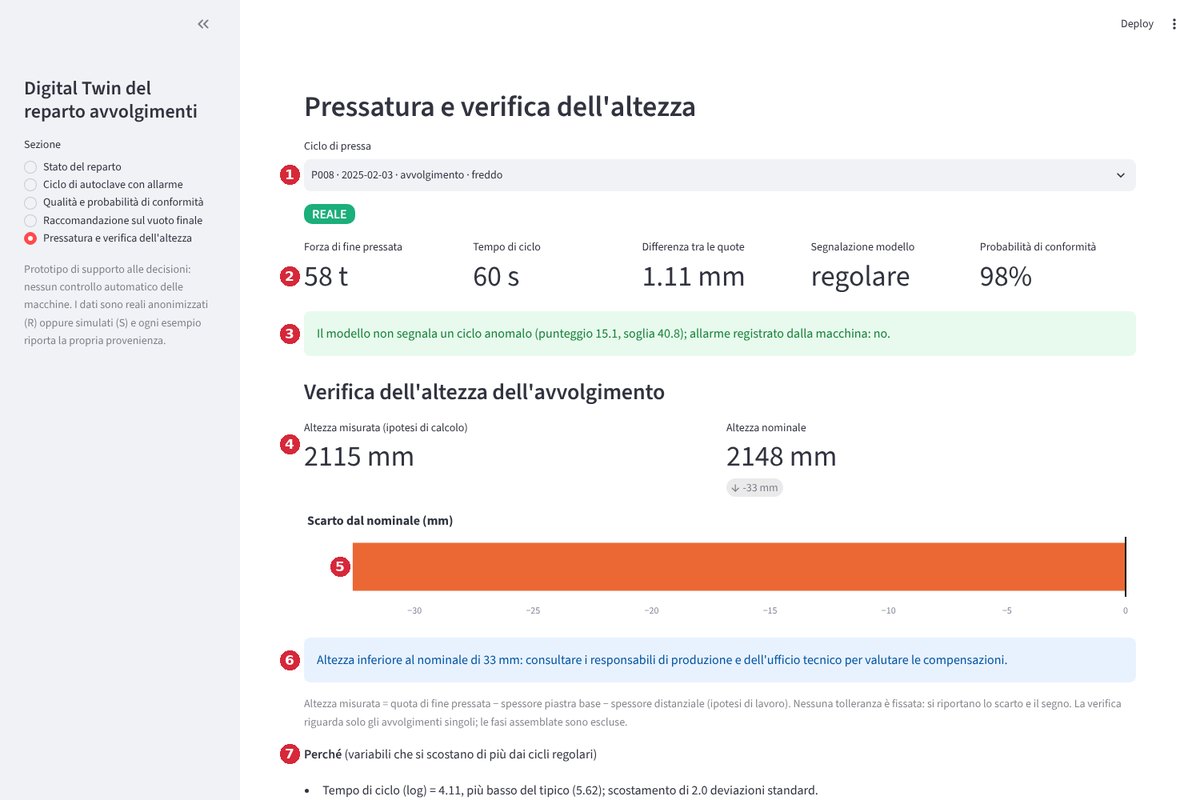 Deploy
Digital Twin del
reparto avvolgimenti
Sezione
Stato del reparto
Ciclo di autoclave con allarme
Qualità e probabilità di conformità
Raccomandazione sul vuoto finale
Pressatura e verifica dell'altezza
Prototipo di supporto alle decisioni:
nessun controllo automatico delle
macchine. I dati sono reali anonimizzati
(R) oppure simulati (S) e ogni esempio
riporta la propria provenienza.
Pressatura e verifica dell'altezza
Ciclo di pressa
1 P008 · 2025-02-03 · avvolgimento · freddo
REALE
Forza di fine pressata Tempo di ciclo Differenza tra le quote Segnalazione modello Probabilità di conformità
2 58 t 60 s 1.11 mm regolare 98%
3 Il modello non segnala un ciclo anomalo (punteggio 15.1, soglia 40.8); allarme registrato dalla macchina: no.
Verifica dell'altezza dell'avvolgimento
Altezza misurata (ipotesi di calcolo) Altezza nominale
4 2115 mm 2148 mm
↓ -33 mm
Scarto dal nominale (mm)
5
−30 −25 −20 −15 −10 −5 0
6 Altezza inferiore al nominale di 33 mm: consultare i responsabili di produzione e dell'ufficio tecnico per valutare le compensazioni.
Altezza misurata = quota di fine pressata − spessore piastra base − spessore distanziale (ipotesi di lavoro). Nessuna tolleranza è fissata: si riportano lo scarto e il segno. La verifica
riguarda solo gli avvolgimenti singoli; le fasi assemblate sono escluse.
7 Perché (variabili che si scostano di più dai cicli regolari)
• Tempo di ciclo (log) = 4.11, più basso del tipico (5.62); scostamento di 2.0 deviazioni standard.